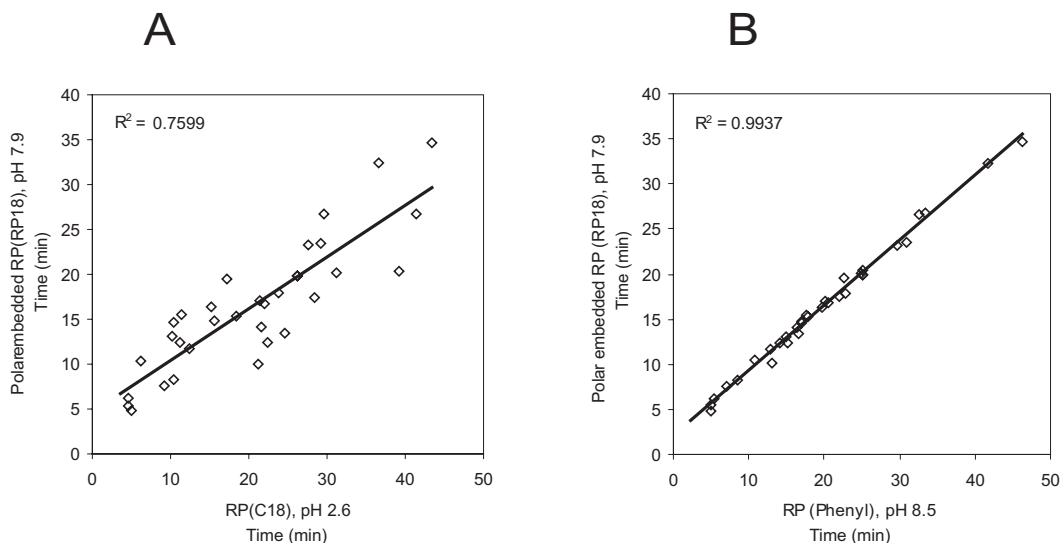 A
Polarembedded RP(RP18), pH 7.9
Time (min)
40
35
30
25
20
15
10
5
0
R² = 0.7599
0 10 20 30 40 50
RP(C18), pH 2.6
Time (min)
B
Polar embedded RP (RP18), pH 7.9
Time (min)
40
35
30
25
20
15
10
5
0
R² = 0.9937
0 10 20 30 40 50
RP (Phenyl), pH 8.5
Time (min)